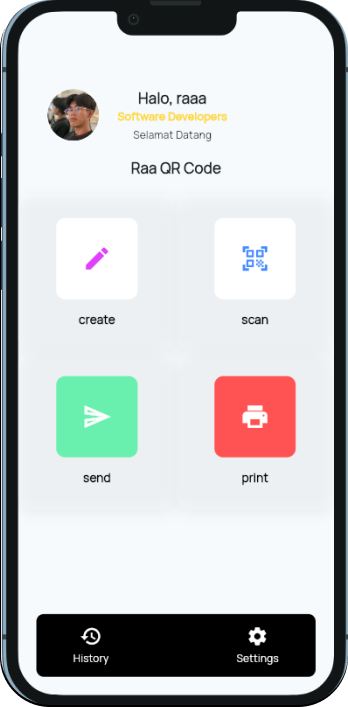 Halo, raaa
Software Developers
Selamat Datang
Raa QR Code
create
scan
send
print
History
Settings